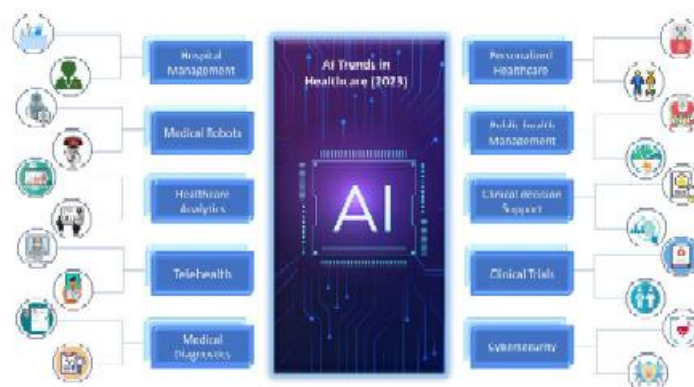 AI Trends in
Healthcare (2023)
AI
Hospital
Management
Medical Robots
Healthcare
Analytics
Telehealth
Medical
Diagnostics
Personalized
Healthcare
Public health
Management
Clinical decision
Support
Clinical Trials
Cybersecurity